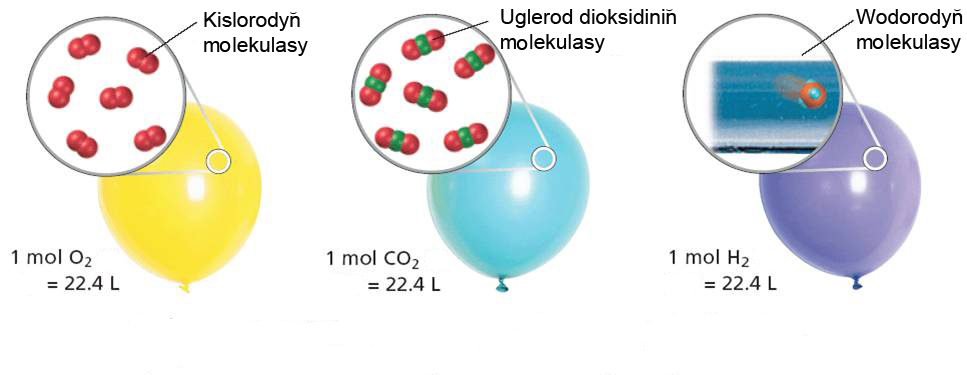 Kislorodyň
molekulasy
Uglerod dioksidiniň
molekulasy
Wodorodyň
molekulasy
1 mol O₂
= 22.4 L
1 mol CO₂
= 22.4 L
1 mol H₂
= 22.4 L